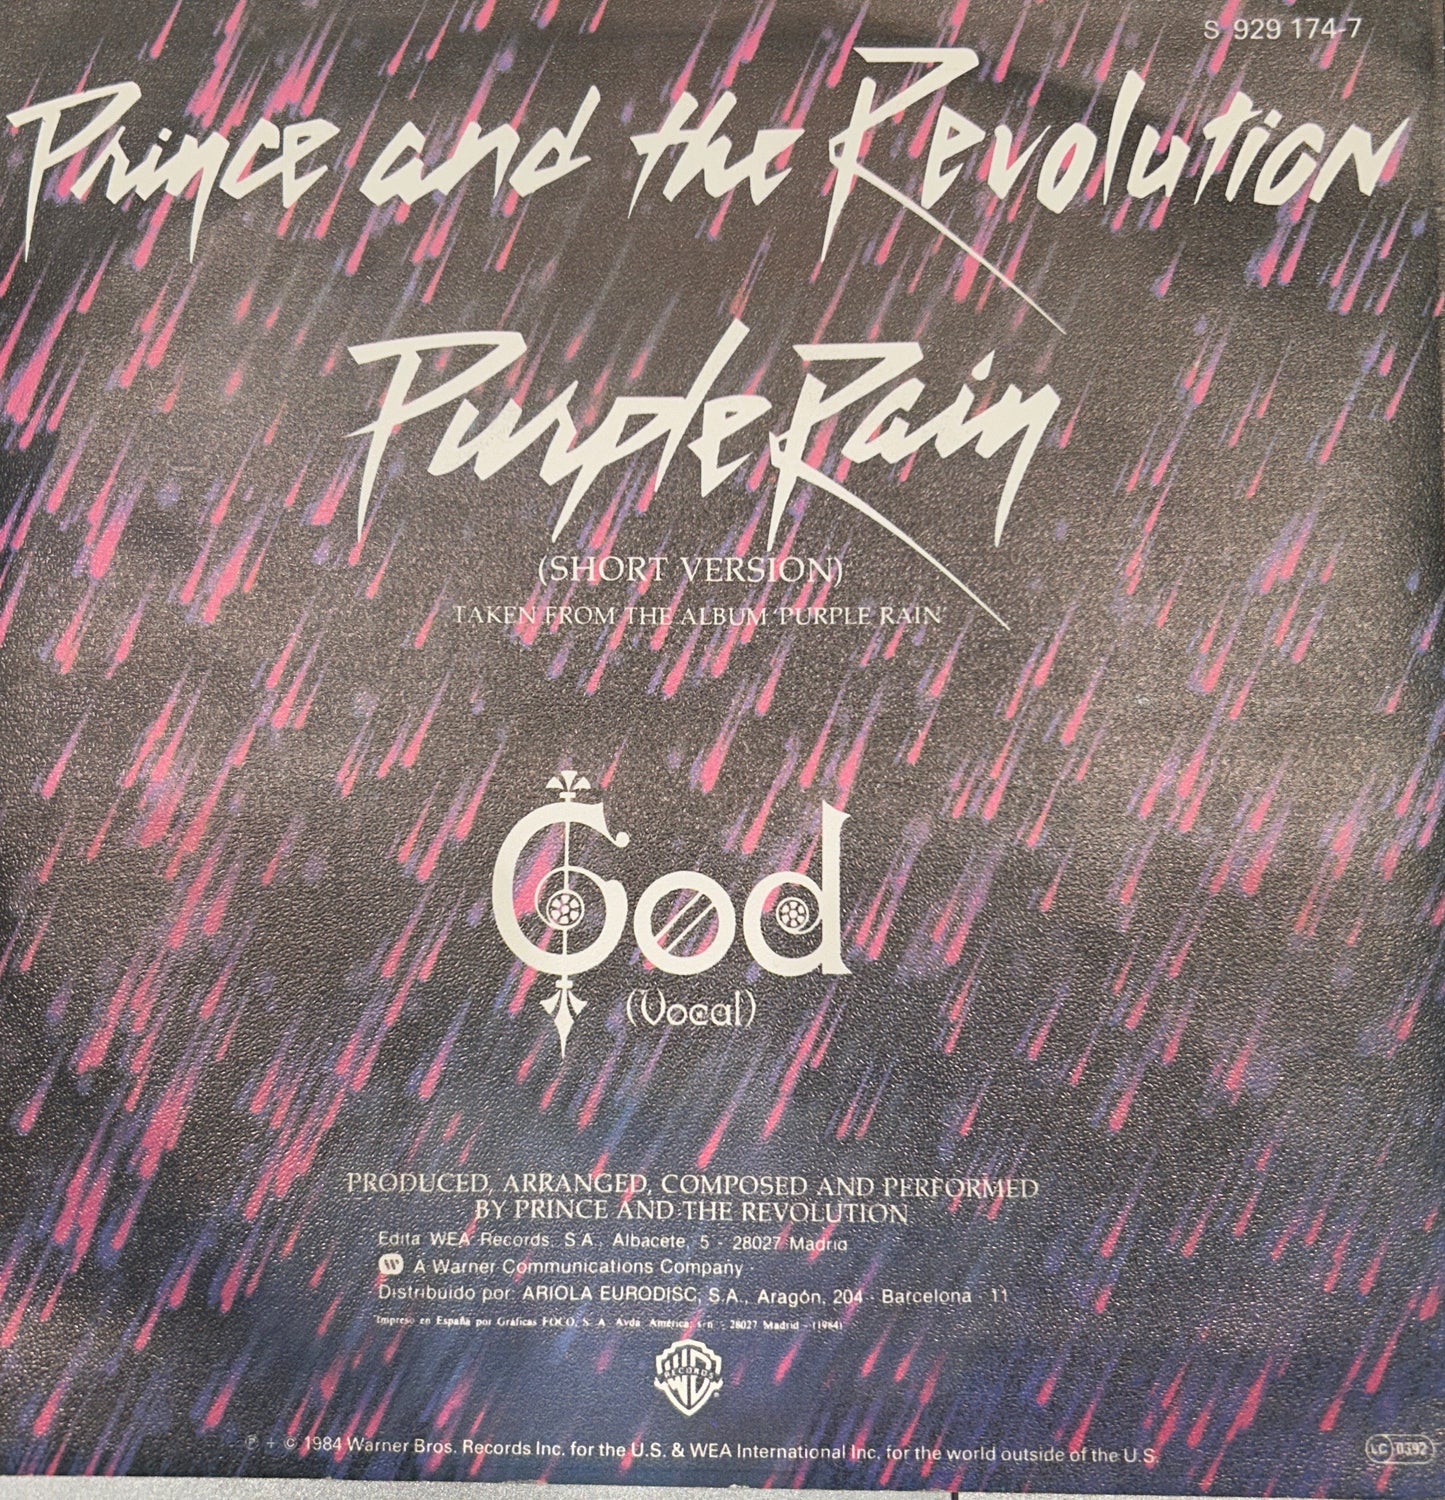 S 929 174-7
Prince and the Revolution
Purple Rain
(SHORT VERSION)
TAKEN FROM THE ALBUM 'PURPLE RAIN'
God
(Vocal)
PRODUCED, ARRANGED, COMPOSED AND PERFORMED
BY PRINCE AND THE REVOLUTION
Edita WEA Records, S.A., Albacete, 5 - 28027 Madrid
W A Warner Communications Company
Distribuido por: ARIOLA EURODISC, S.A., Aragón, 204 - Barcelona - 11
Impreso en España por Gráficas FOCO, S. A. Avda. América, s/n - 28027 Madrid - (1984)
WB
RECORDS
℗ + © 1984 Warner Bros. Records Inc. for the U.S. & WEA International Inc. for the world outside of the U.S.
LC 0392